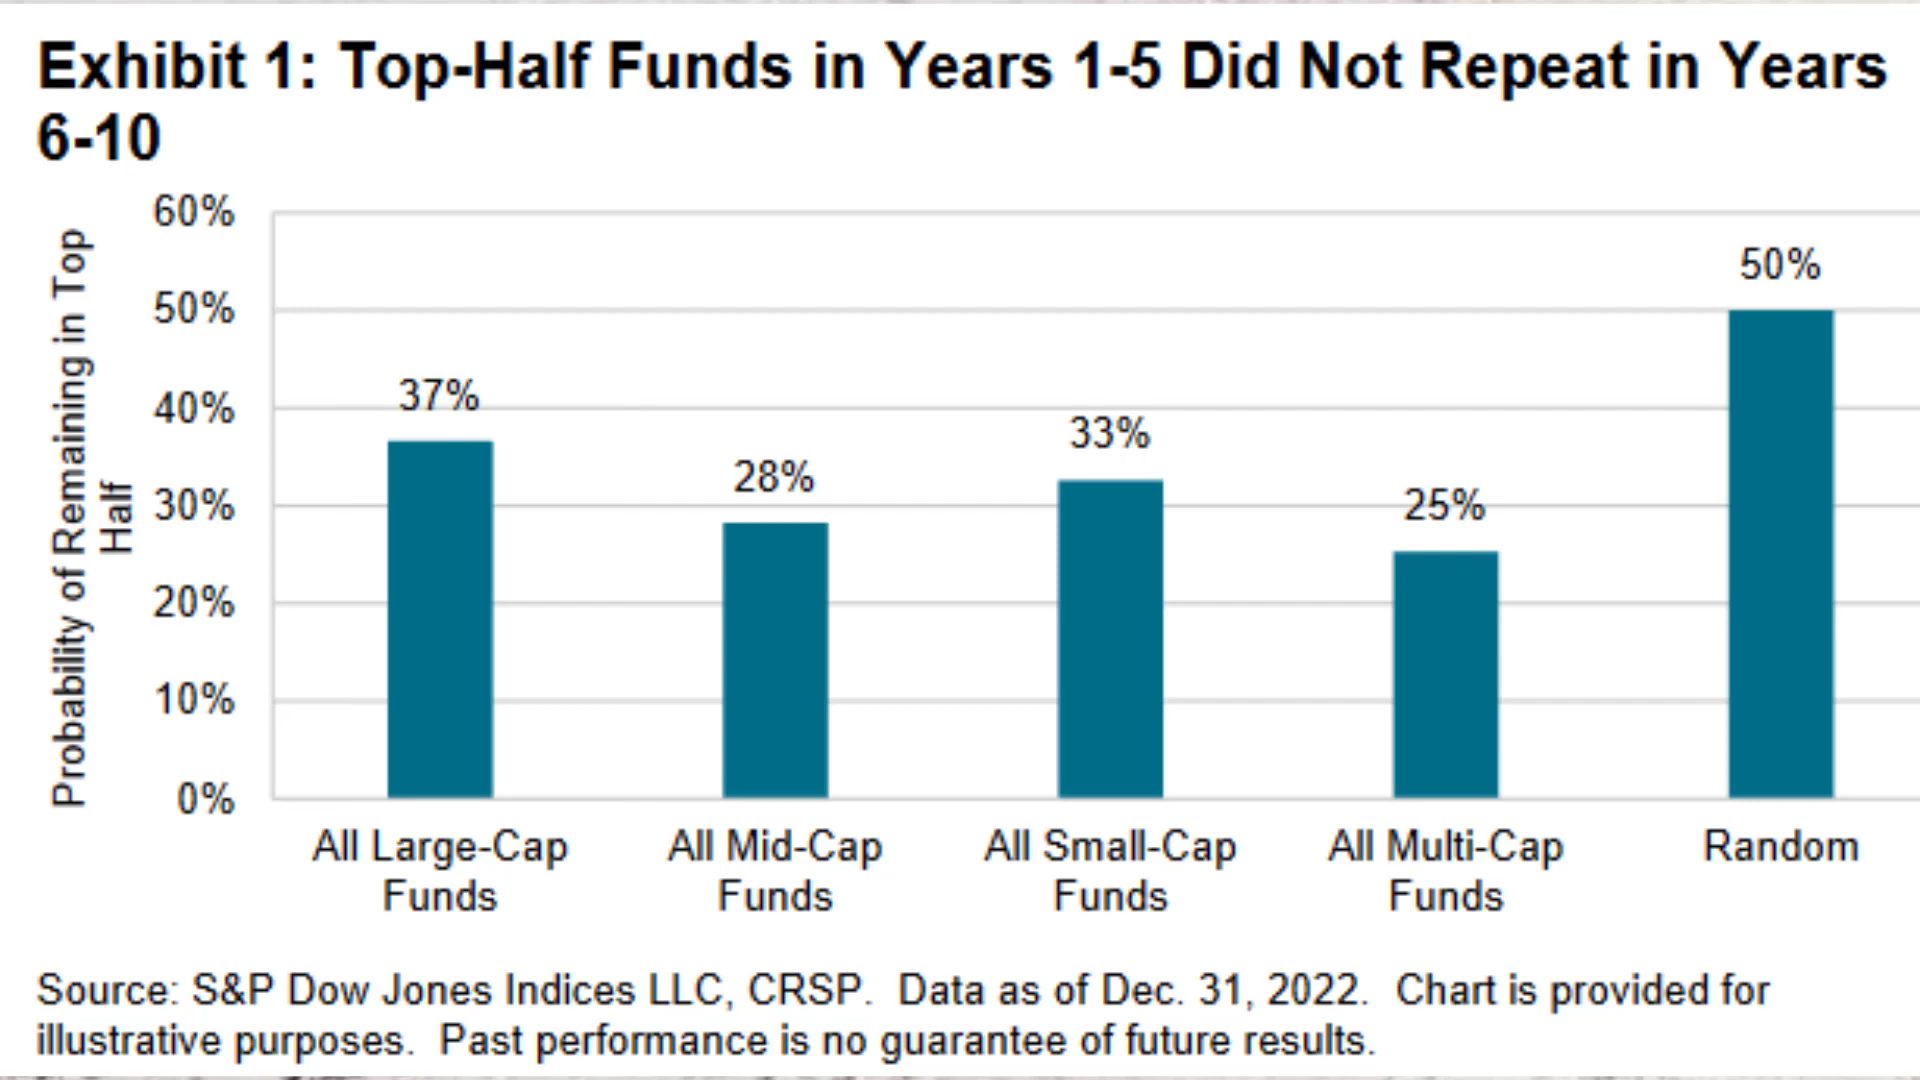 Exhibit 1: Top-Half Funds in Years 1-5 Did Not Repeat in Years
6-10
Probability of Remaining in Top
Half
60%
50%
40%
30%
20%
10%
0%
37%
28%
33%
25%
50%
All Large-Cap
Funds
All Mid-Cap
Funds
All Small-Cap
Funds
All Multi-Cap
Funds
Random
Source: S&P Dow Jones Indices LLC, CRSP.  Data as of Dec. 31, 2022.  Chart is provided for
illustrative purposes.  Past performance is no guarantee of future results.